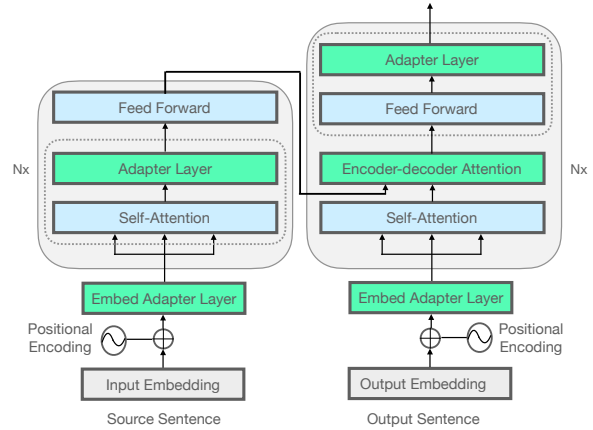 Feed Forward
Adapter Layer
Self-Attention
Nx
Embed Adapter Layer
Positional
Encoding
Input Embedding
Source Sentence
Adapter Layer
Feed Forward
Encoder-decoder Attention
Self-Attention
Nx
Embed Adapter Layer
Positional
Encoding
Output Embedding
Output Sentence